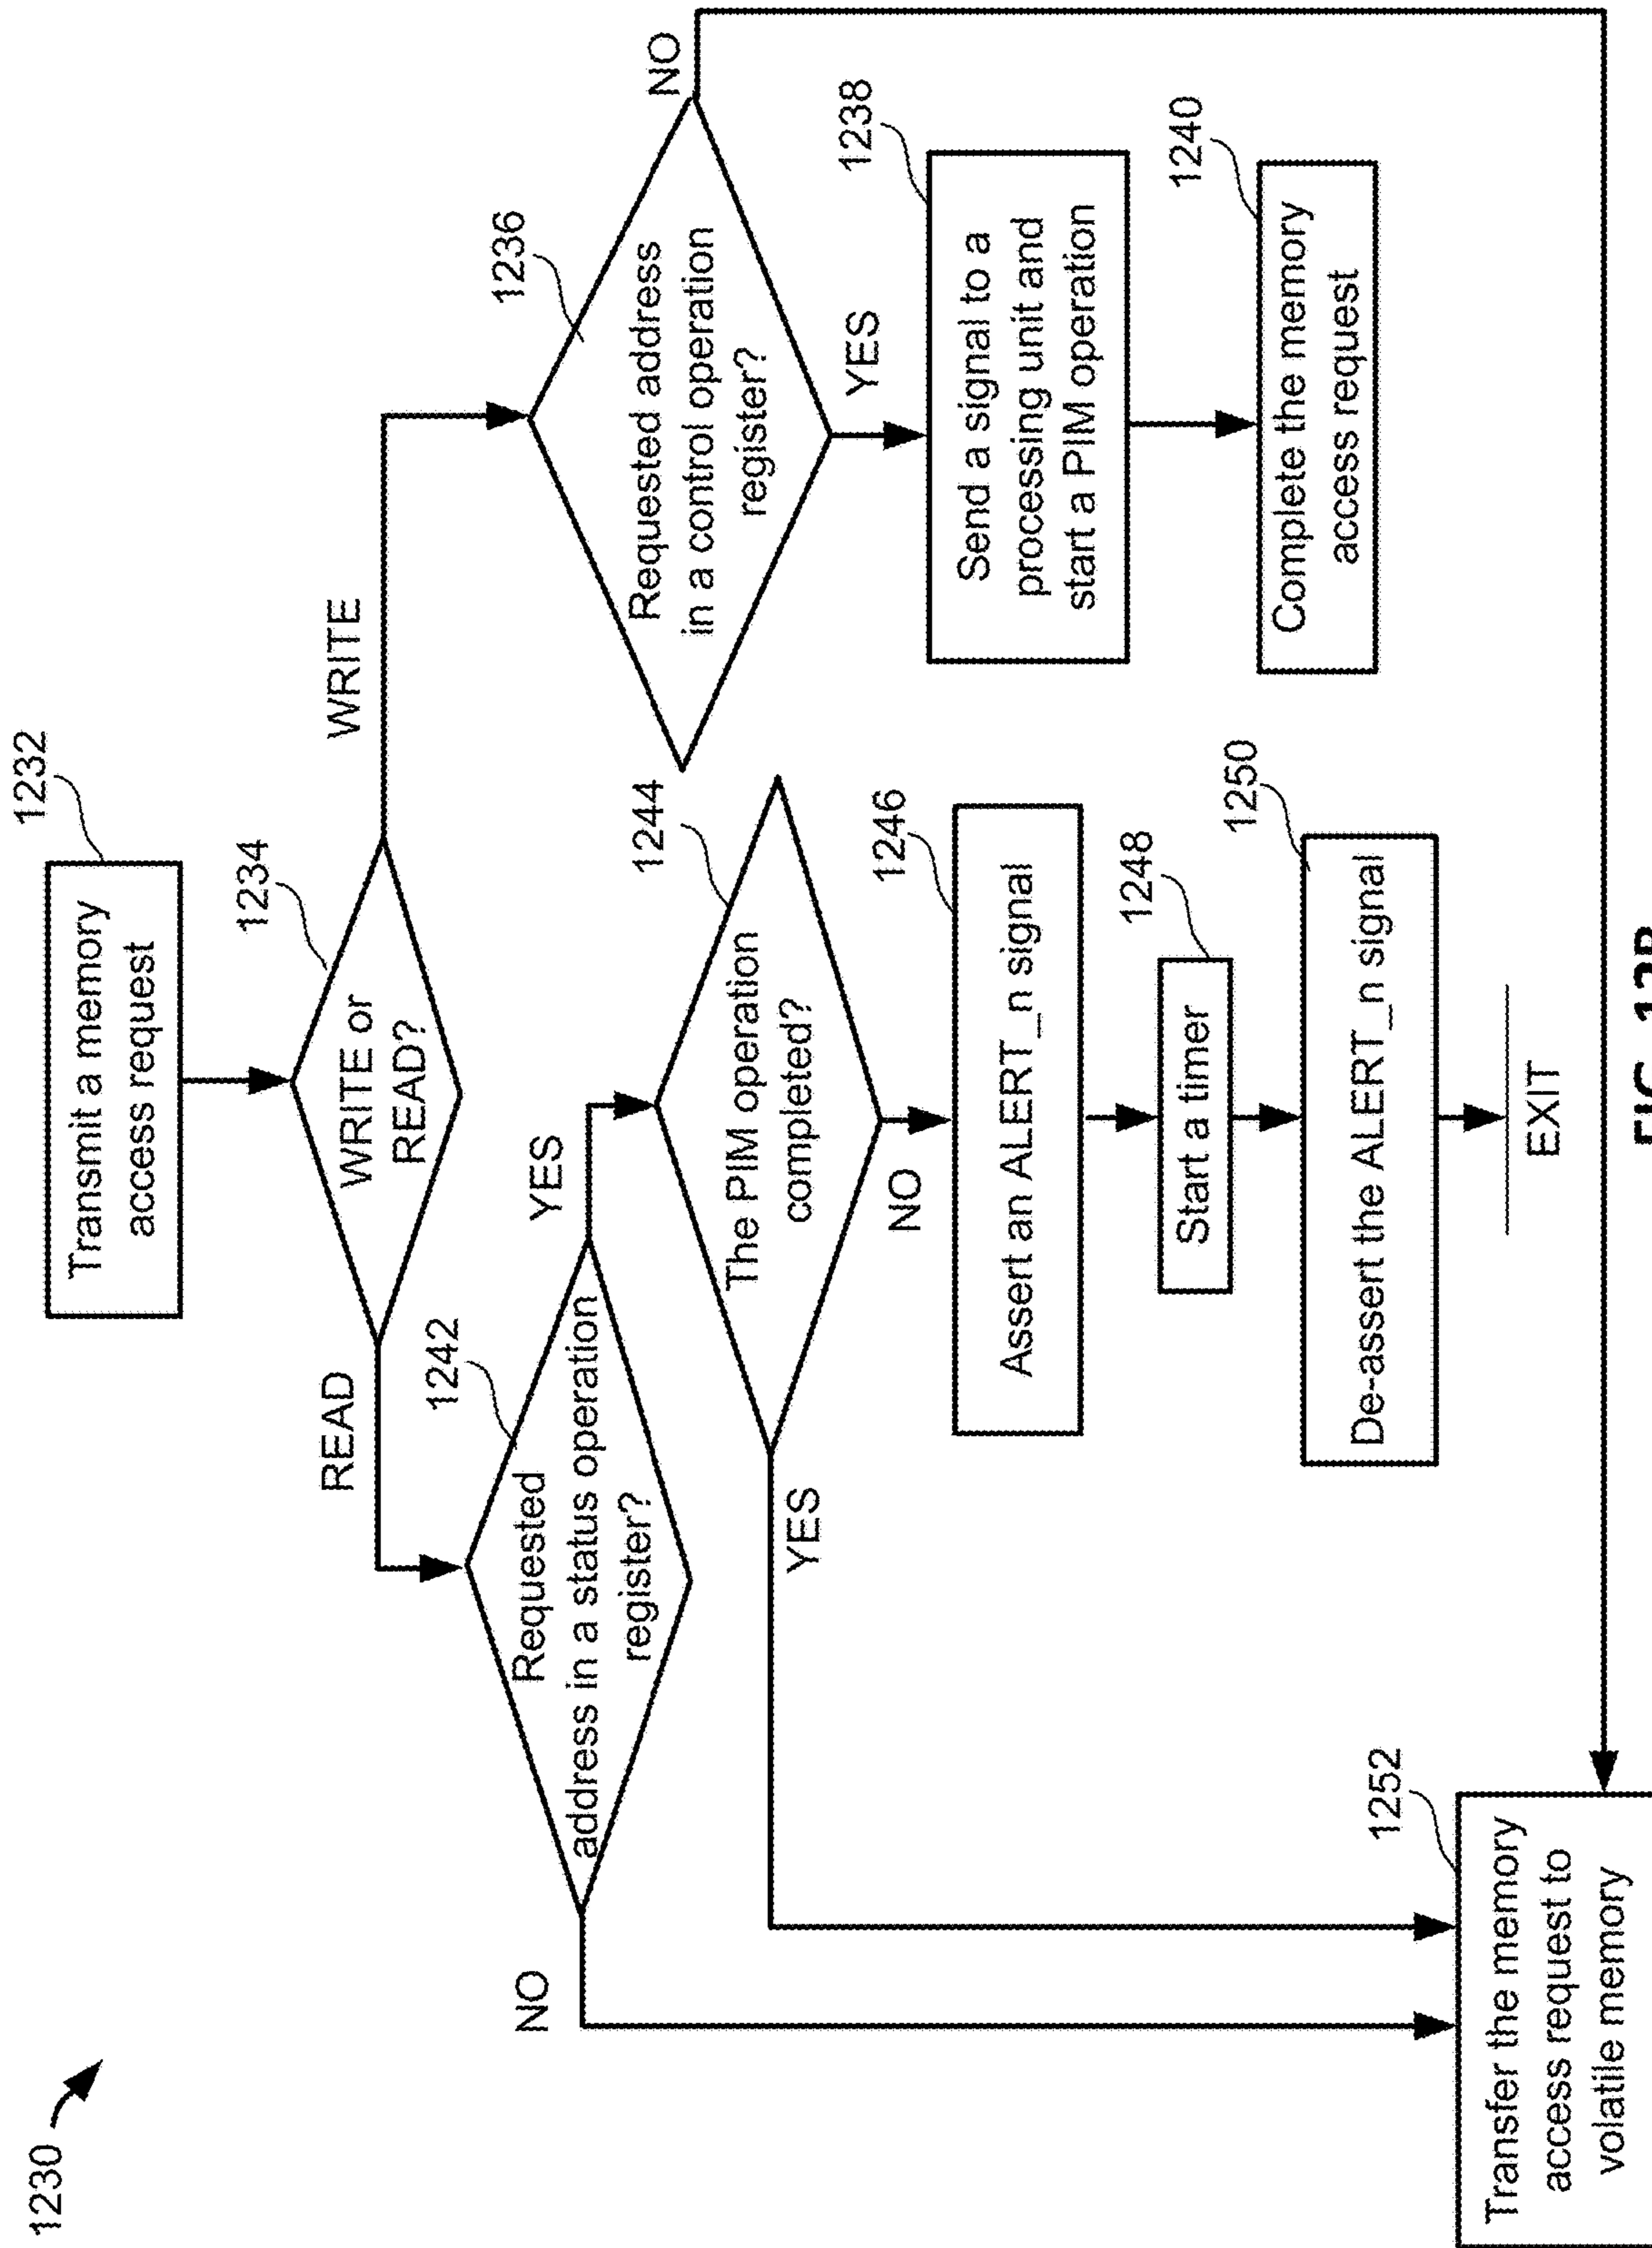 1230
Transmit a memory
access request
1232
WRITE or
READ?
1234
READ
WRITE
Requested
address in a status operation
register?
1242
NO
YES
The PIM operation
completed?
1244
YES
NO
Requested address
in a control operation
register?
1236
NO
YES
Assert an ALERT_n signal
1246
Start a timer
1248
De-assert the ALERT_n signal
1250
EXIT
Send a signal to a
processing unit and
start a PIM operation
1238
Complete the memory
access request
1240
Transfer the memory
access request to
volatile memory
1252
FIG. 12B